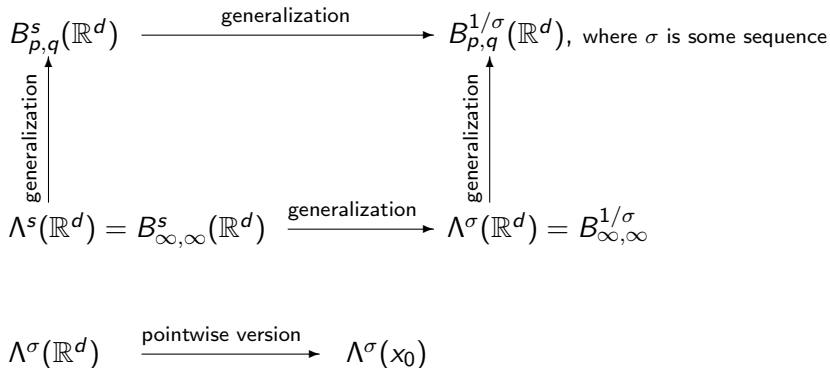 generalization
B^s_{p,q}(ℝ^d) B^{1/σ}_{p,q}(ℝ^d), where σ is some sequence
generalization
generalization
generalization
Λ^s(ℝ^d) = B^s_{∞,∞}(ℝ^d) Λ^σ(ℝ^d) = B^{1/σ}_{∞,∞}
pointwise version
Λ^σ(ℝ^d) Λ^σ(x_0)